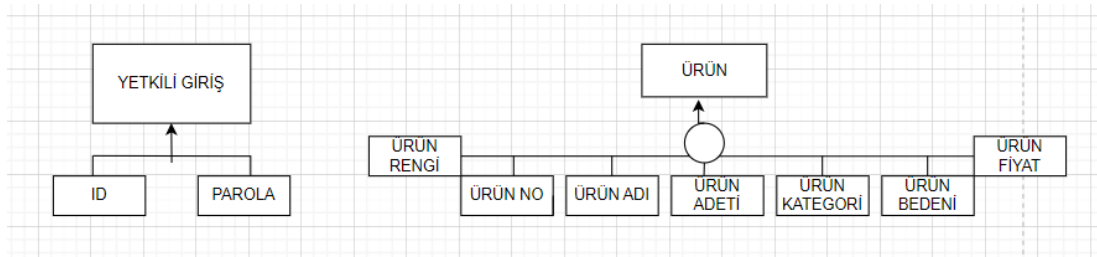 YETKİLİ GİRİŞ
ID
PAROLA
ÜRÜN
ÜRÜN
RENGİ
ÜRÜN NO
ÜRÜN ADI
ÜRÜN
ADETİ
ÜRÜN
KATEGORİ
ÜRÜN
BEDENİ
ÜRÜN
FİYAT